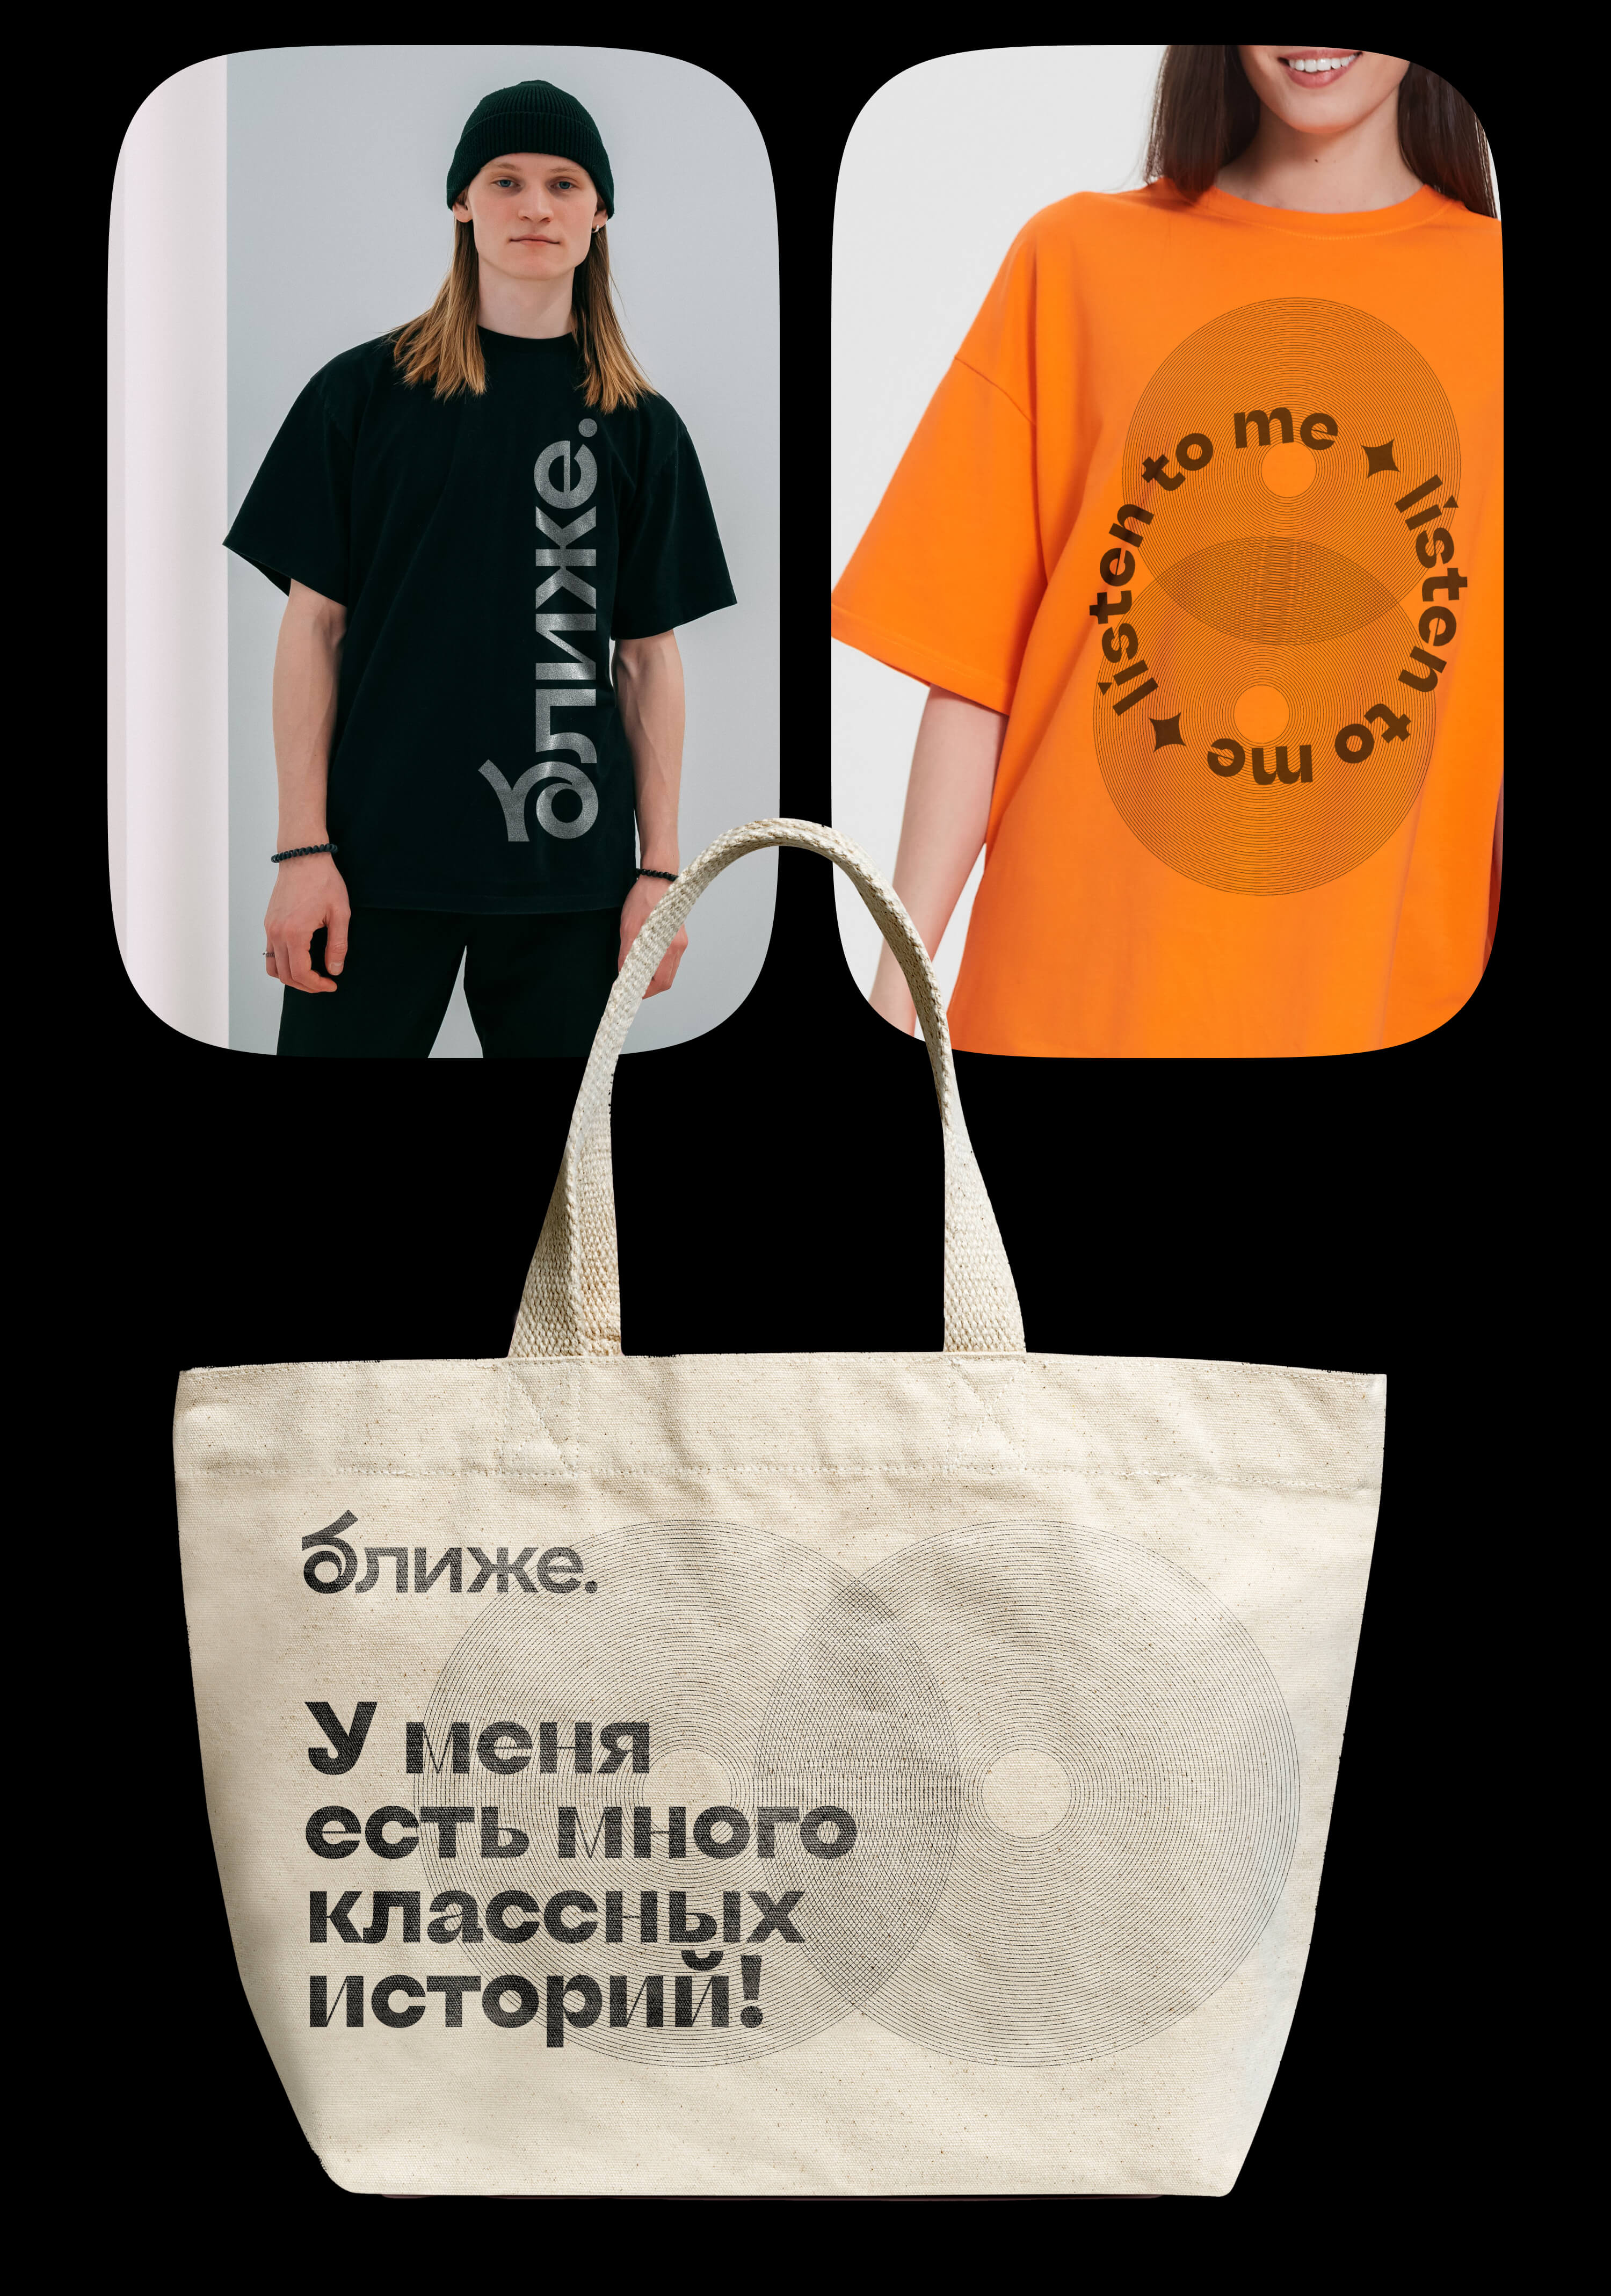 ближе.
listen to me ✦ listen to me ✦
ближе.
У меня
есть много
классных
историй!